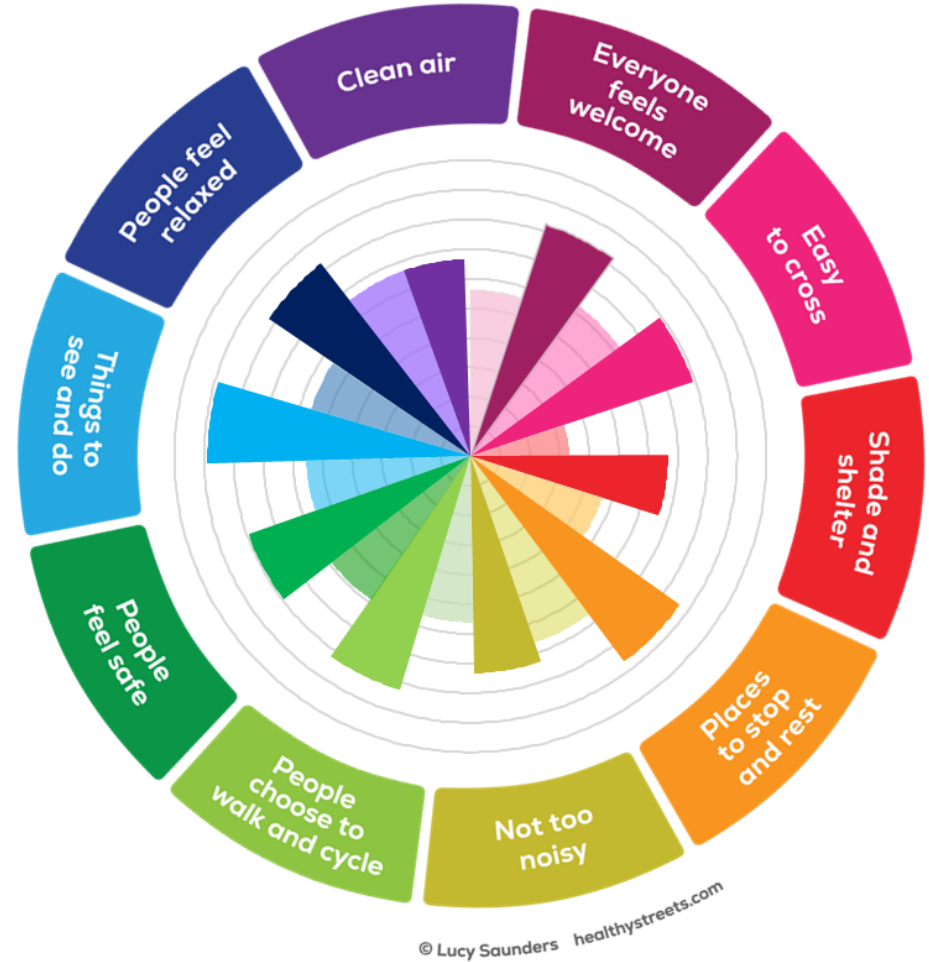 Clean air
Everyone
feels
welcome
Easy
to cross
Shade and
shelter
Places
to stop
and rest
Not too
noisy
People
choose to
walk and cycle
People
feel safe
Things to
see and do
People feel
relaxed
© Lucy Saunders healthystreets.com